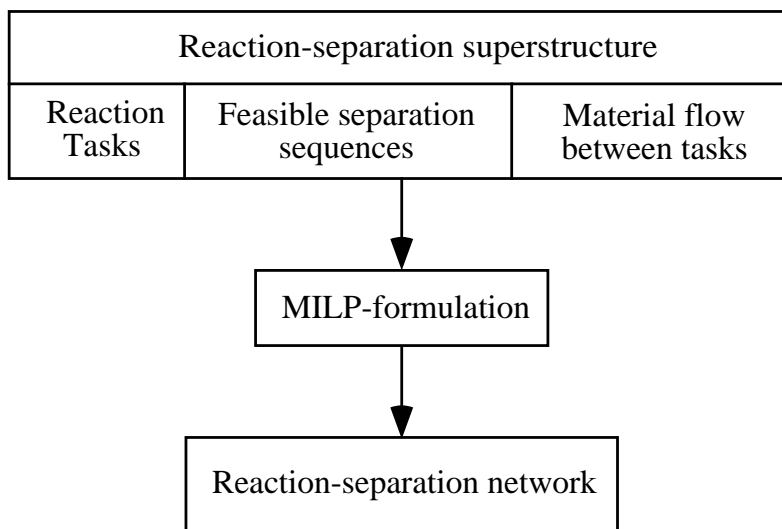 Reaction-separation superstructure
Reaction
Tasks
Feasible separation
sequences
Material flow
between tasks
MILP-formulation
Reaction-separation network